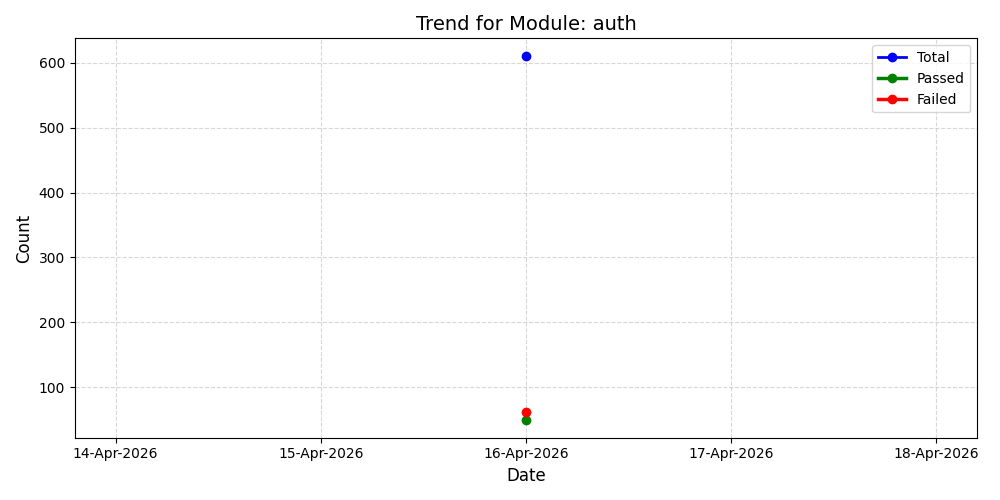 Trend for Module: auth
Total
Passed
Failed
600
500
400
300
200
100
Count
14-Apr-2026
15-Apr-2026
16-Apr-2026
17-Apr-2026
18-Apr-2026
Date